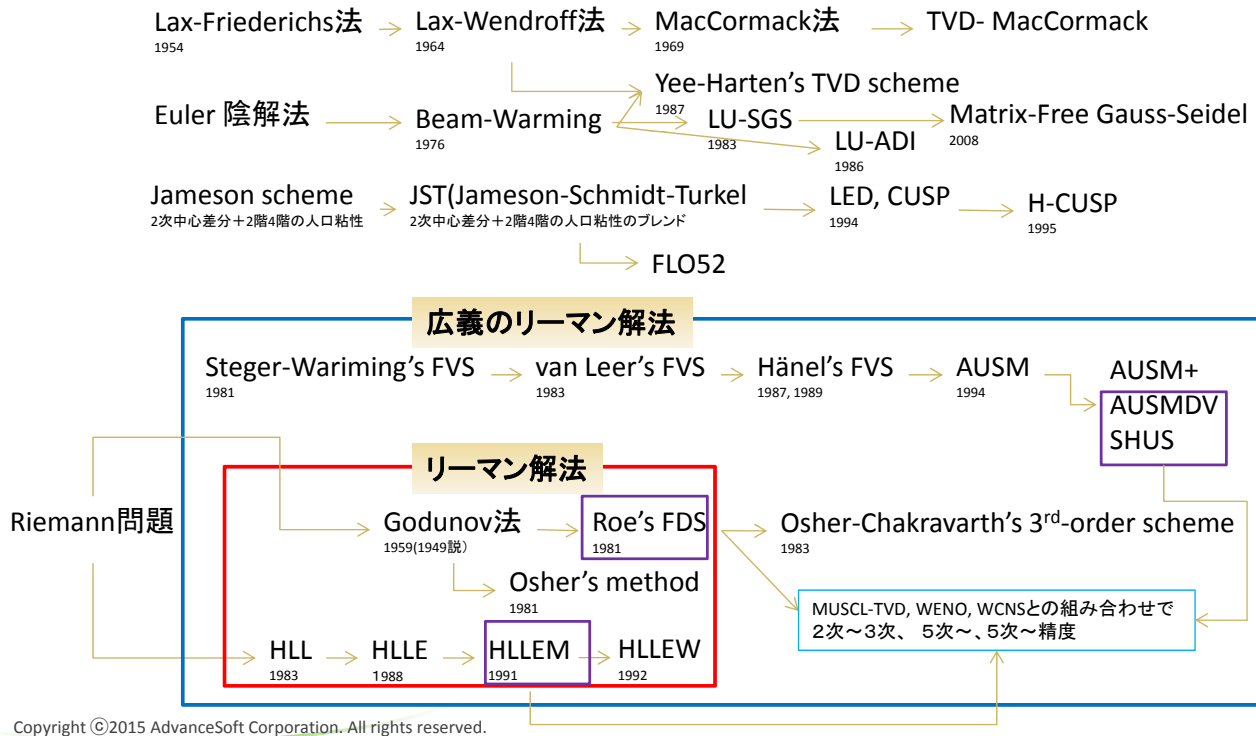 Lax-Friederichs法
1954
Lax-Wendroff法
1964
MacCormack法
1969
TVD- MacCormack
Yee-Harten's TVD scheme
1987
Euler 陰解法
Beam-Warming
1976
LU-SGS
1983
Matrix-Free Gauss-Seidel
2008
LU-ADI
1986
Jameson scheme
2次中心差分+2階4階の人口粘性
JST(Jameson-Schmidt-Turkel
2次中心差分+2階4階の人口粘性のブレンド
LED, CUSP
1994
H-CUSP
1995
FLO52
広義のリーマン解法
Steger-Wariming's FVS
1981
van Leer's FVS
1983
Hänel's FVS
1987, 1989
AUSM
1994
AUSM+
AUSMDV
SHUS
リーマン解法
Riemann問題
Godunov法
1959(1949説)
Roe's FDS
1981
Osher-Chakravarth's 3rd-order scheme
1983
Osher's method
1981
MUSCL-TVD, WENO, WCNSとの組み合わせで
2次~3次、 5次~、5次~精度
HLL
1983
HLLE
1988
HLLEM
1991
HLLEW
1992
Copyright ©2015 AdvanceSoft Corporation. All rights reserved.